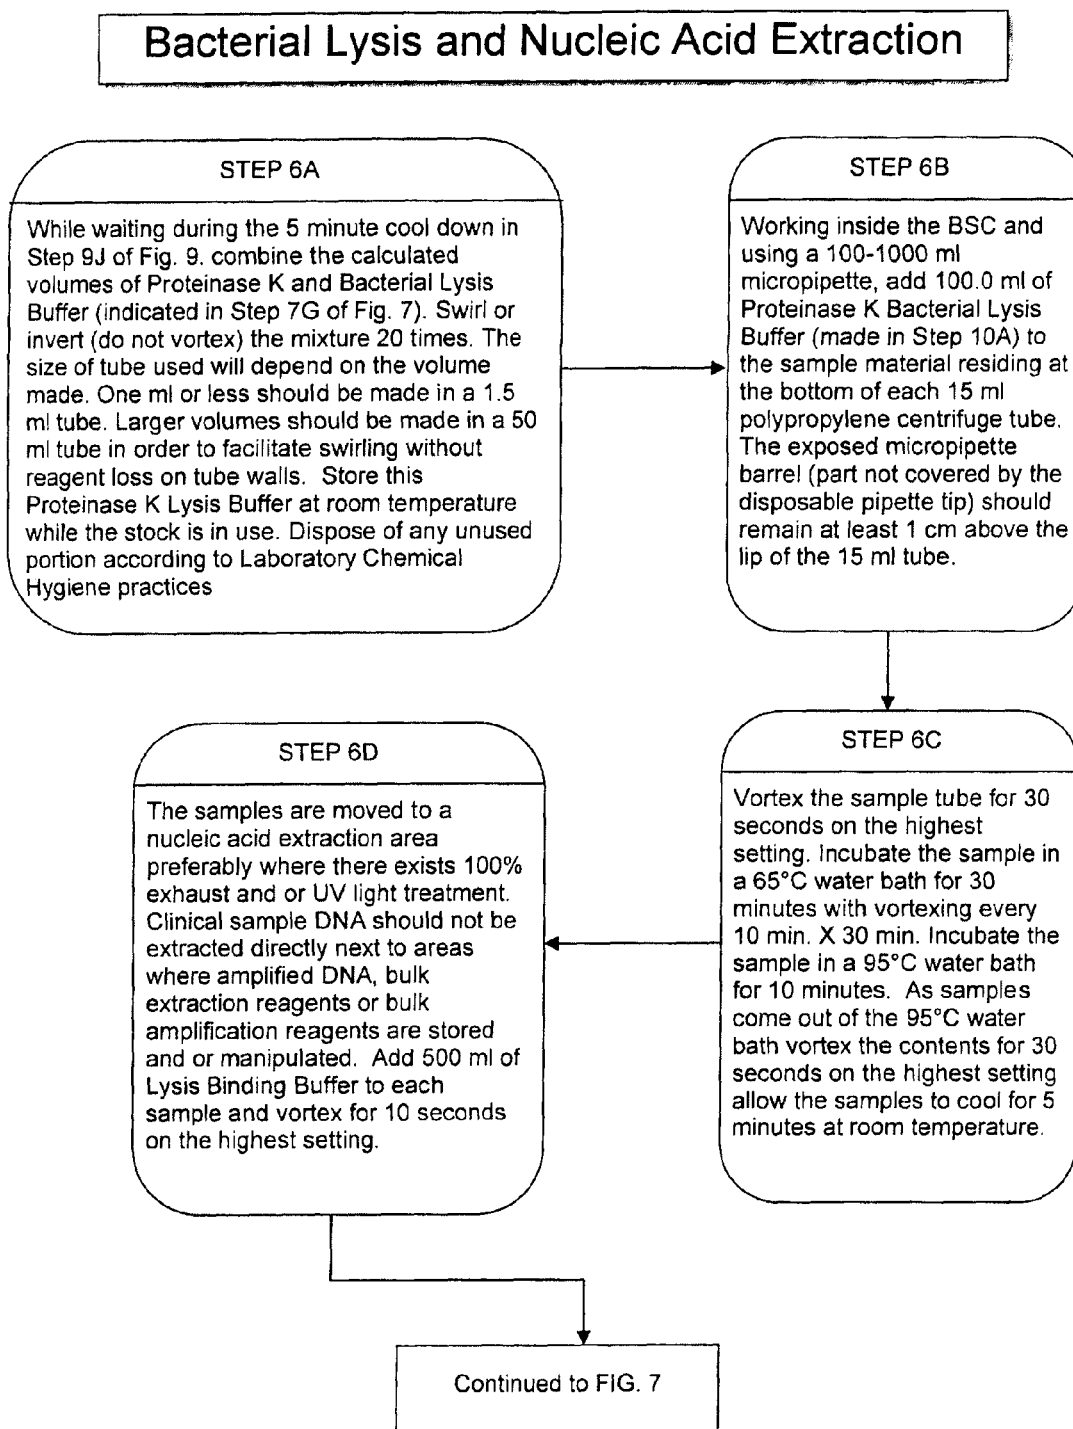 Bacterial Lysis and Nucleic Acid Extraction
STEP 6A
While waiting during the 5 minute cool down in
Step 9J of Fig. 9. combine the calculated
volumes of Proteinase K and Bacterial Lysis
Buffer (indicated in Step 7G of Fig. 7). Swirl or
invert (do not vortex) the mixture 20 times. The
size of tube used will depend on the volume
made. One ml or less should be made in a 1.5
ml tube. Larger volumes should be made in a 50
ml tube in order to facilitate swirling without
reagent loss on tube walls. Store this
Proteinase K Lysis Buffer at room temperature
while the stock is in use. Dispose of any unused
portion according to Laboratory Chemical
Hygiene practices
STEP 6B
Working inside the BSC and
using a 100-1000 ml
micropipette, add 100.0 ml of
Proteinase K Bacterial Lysis
Buffer (made in Step 10A) to
the sample material residing at
the bottom of each 15 ml
polypropylene centrifuge tube.
The exposed micropipette
barrel (part not covered by the
disposable pipette tip) should
remain at least 1 cm above the
lip of the 15 ml tube.
STEP 6C
Vortex the sample tube for 30
seconds on the highest
setting. Incubate the sample in
a 65°C water bath for 30
minutes with vortexing every
10 min. X 30 min. Incubate the
sample in a 95°C water bath
for 10 minutes. As samples
come out of the 95°C water
bath vortex the contents for 30
seconds on the highest setting
allow the samples to cool for 5
minutes at room temperature.
STEP 6D
The samples are moved to a
nucleic acid extraction area
preferably where there exists 100%
exhaust and or UV light treatment.
Clinical sample DNA should not be
extracted directly next to areas
where amplified DNA, bulk
extraction reagents or bulk
amplification reagents are stored
and or manipulated. Add 500 ml of
Lysis Binding Buffer to each
sample and vortex for 10 seconds
on the highest setting.
Continued to FIG. 7